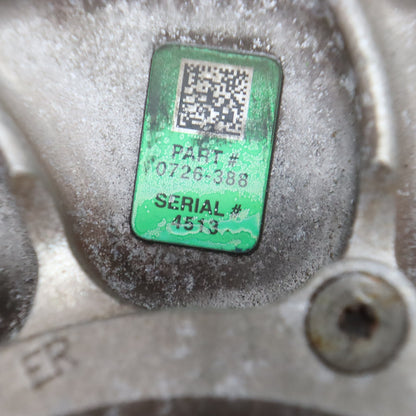 PART #
0726-388
SERIAL #
4513
ER